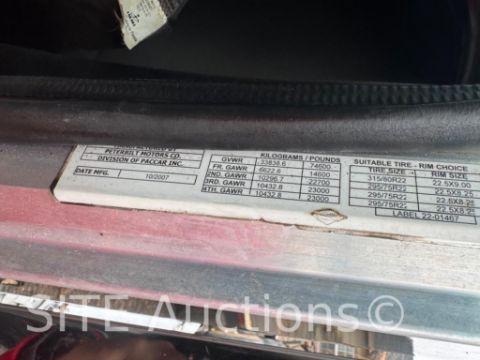 PETERBILT MOTORS CO.
DIVISION OF PACCAR INC.
DATE MFG. 10/2007
KILOGRAMS / POUNDS
GVWR 33838.6 74600
FR. GAWR 6622.6 14600
2ND. GAWR 10296.7 22700
3RD. GAWR 10432.8 23000
4TH. GAWR 10432.8 23000
SUITABLE TIRE - RIM CHOICE
TIRE SIZE RIM SIZE
315/80R22 22.5X9.00
295/75R22 22.5X8.25
295/75R22 22.5X8.25
295/75R22 22.5X8.2
LABEL 22-01467
SITE Auctions.com